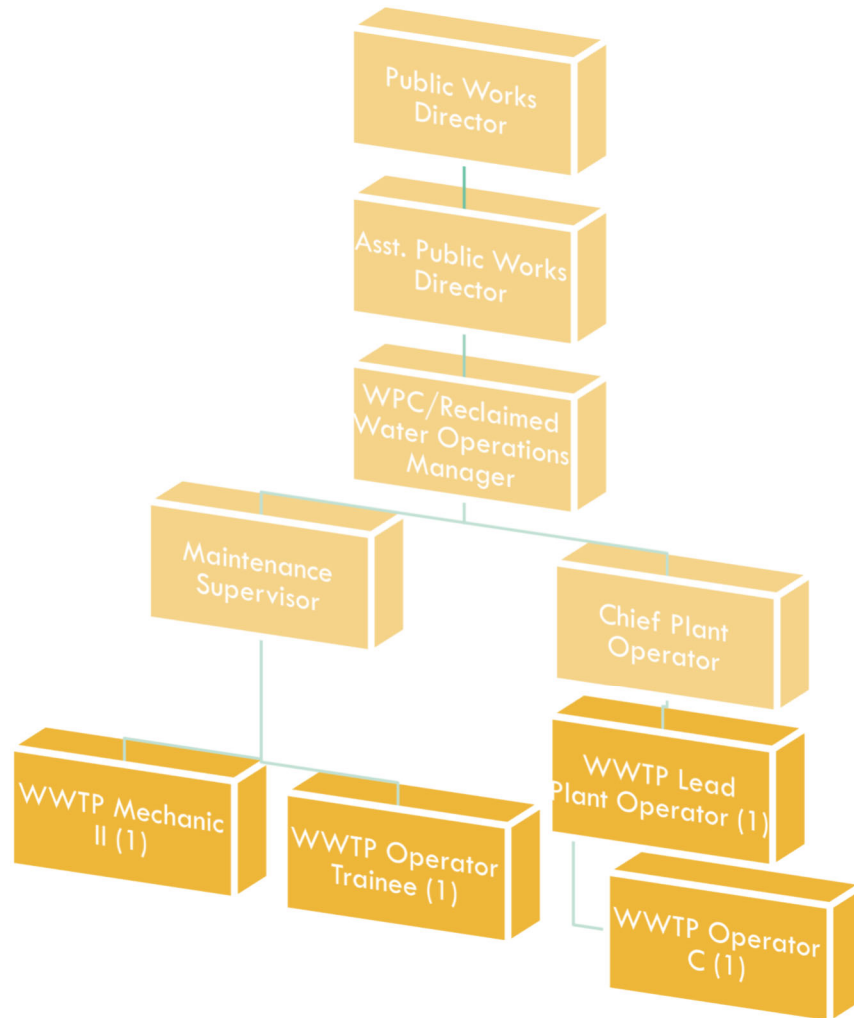 Public Works
Director
Asst. Public Works
Director
WPC/Reclaimed
Water Operations
Manager
Maintenance
Supervisor
Chief Plant
Operator
WWTP Mechanic
II (1)
WWTP Operator
Trainee (1)
WWTP Lead
Plant Operator (1)
WWTP Operator
C (1)